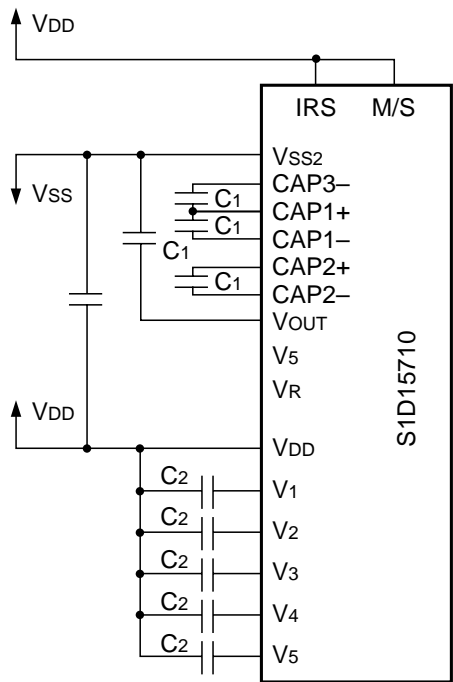 VDD
IRS M/S
VSS2
CAP3–
VSS
C1
CAP1+
C1
CAP1–
C1
CAP2+
C1
CAP2–
VOUT
V5
VR
S1D15710
VDD
VDD
C2
V1
C2
V2
C2
V3
C2
V4
C2
V5